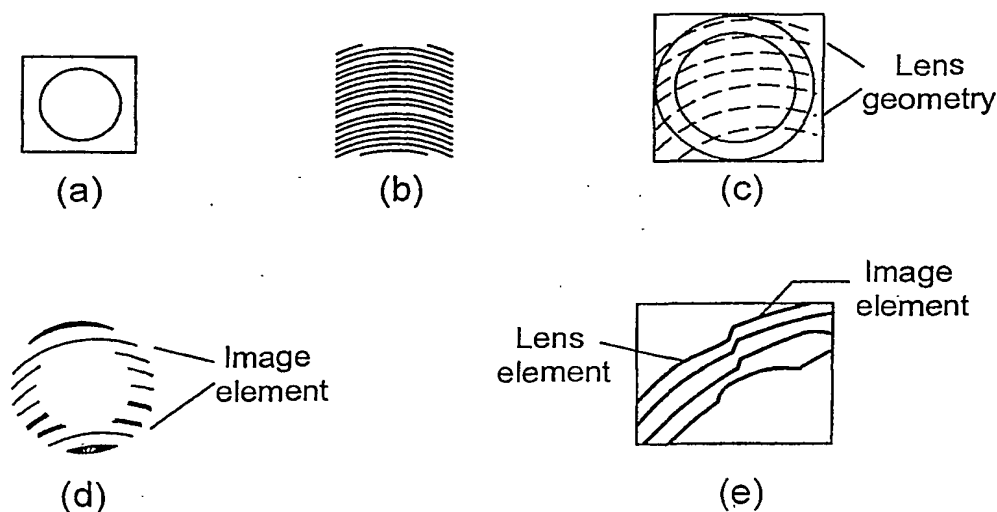 Lens
geometry
(a)
(b)
(c)
Image
element
Lens
element
Image
element
(d)
(e)